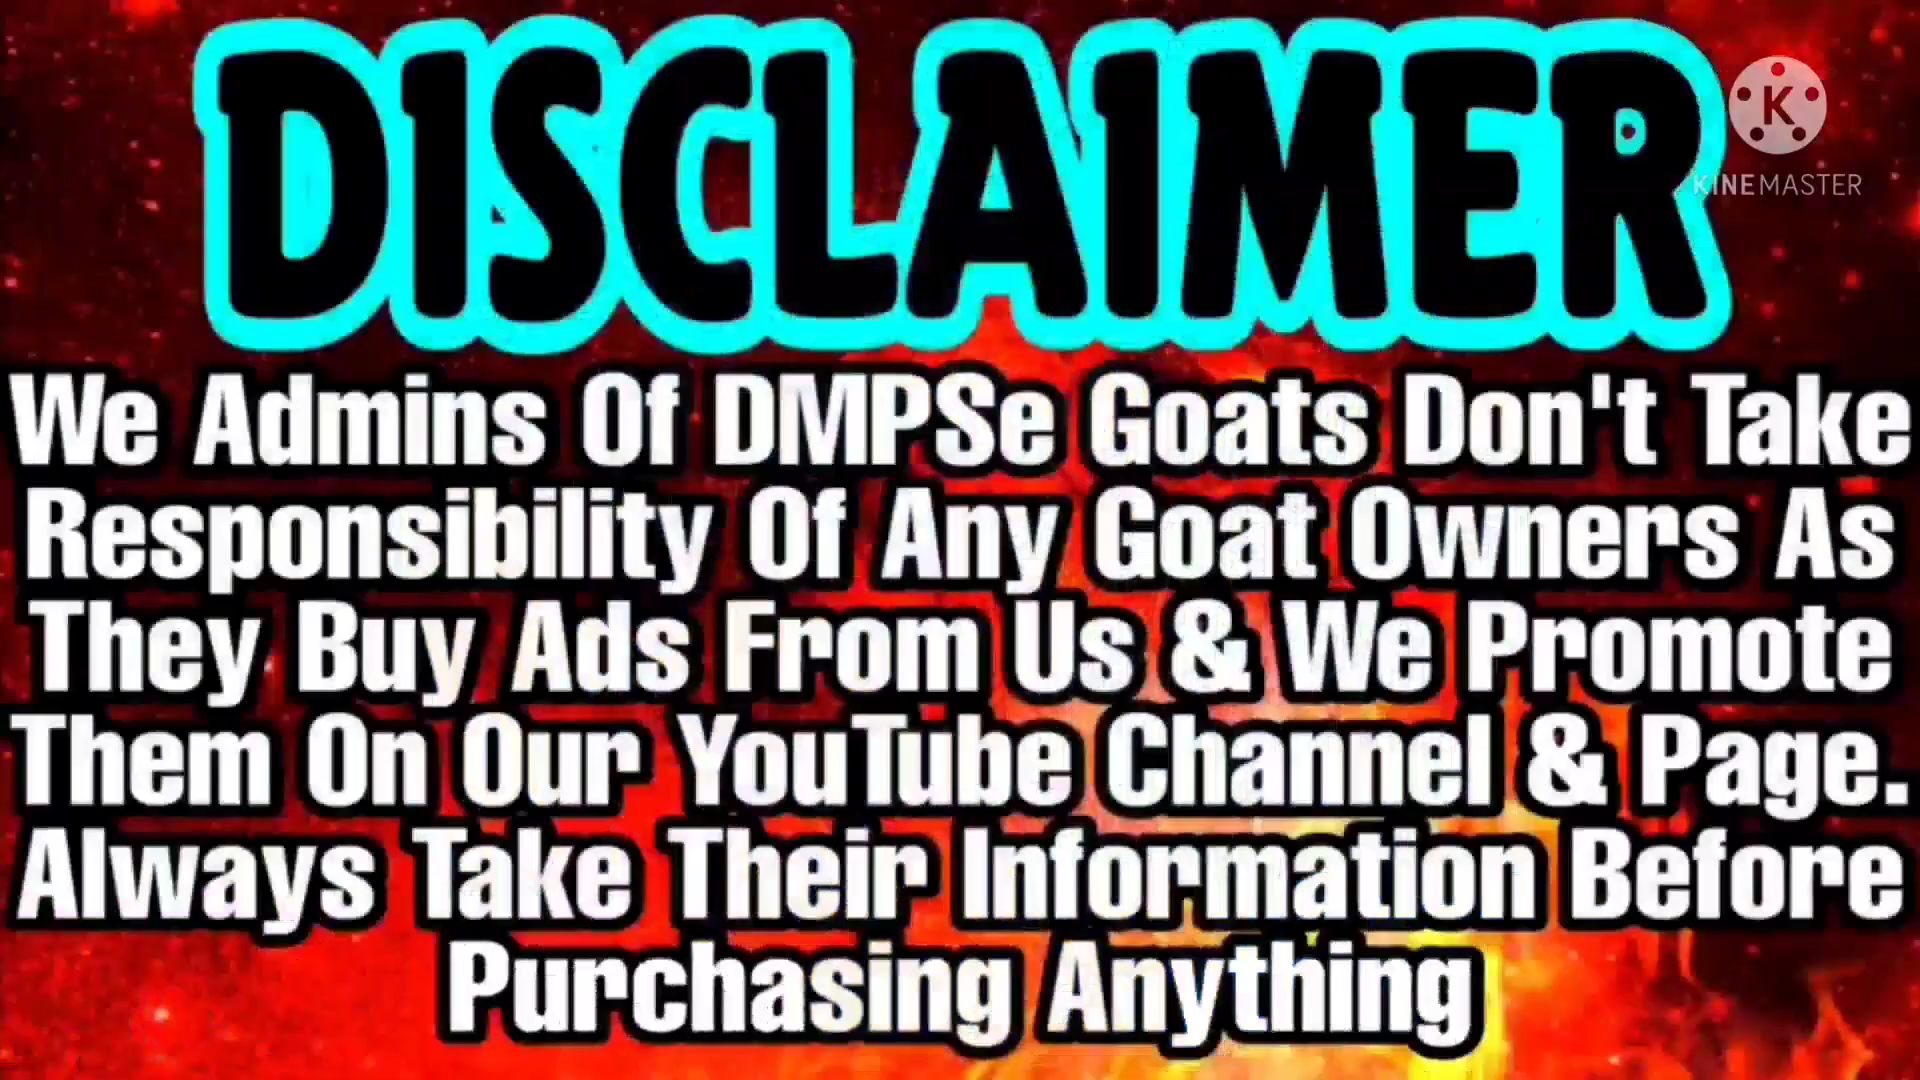 DISCLAIMER
K
KINEMASTER
We Admins Of DMPSe Goats Don't Take
Responsibility Of Any Goat Owners As
They Buy Ads From Us & We Promote
Them On Our YouTube Channel & Page.
Always Take Their Information Before
Purchasing Anything